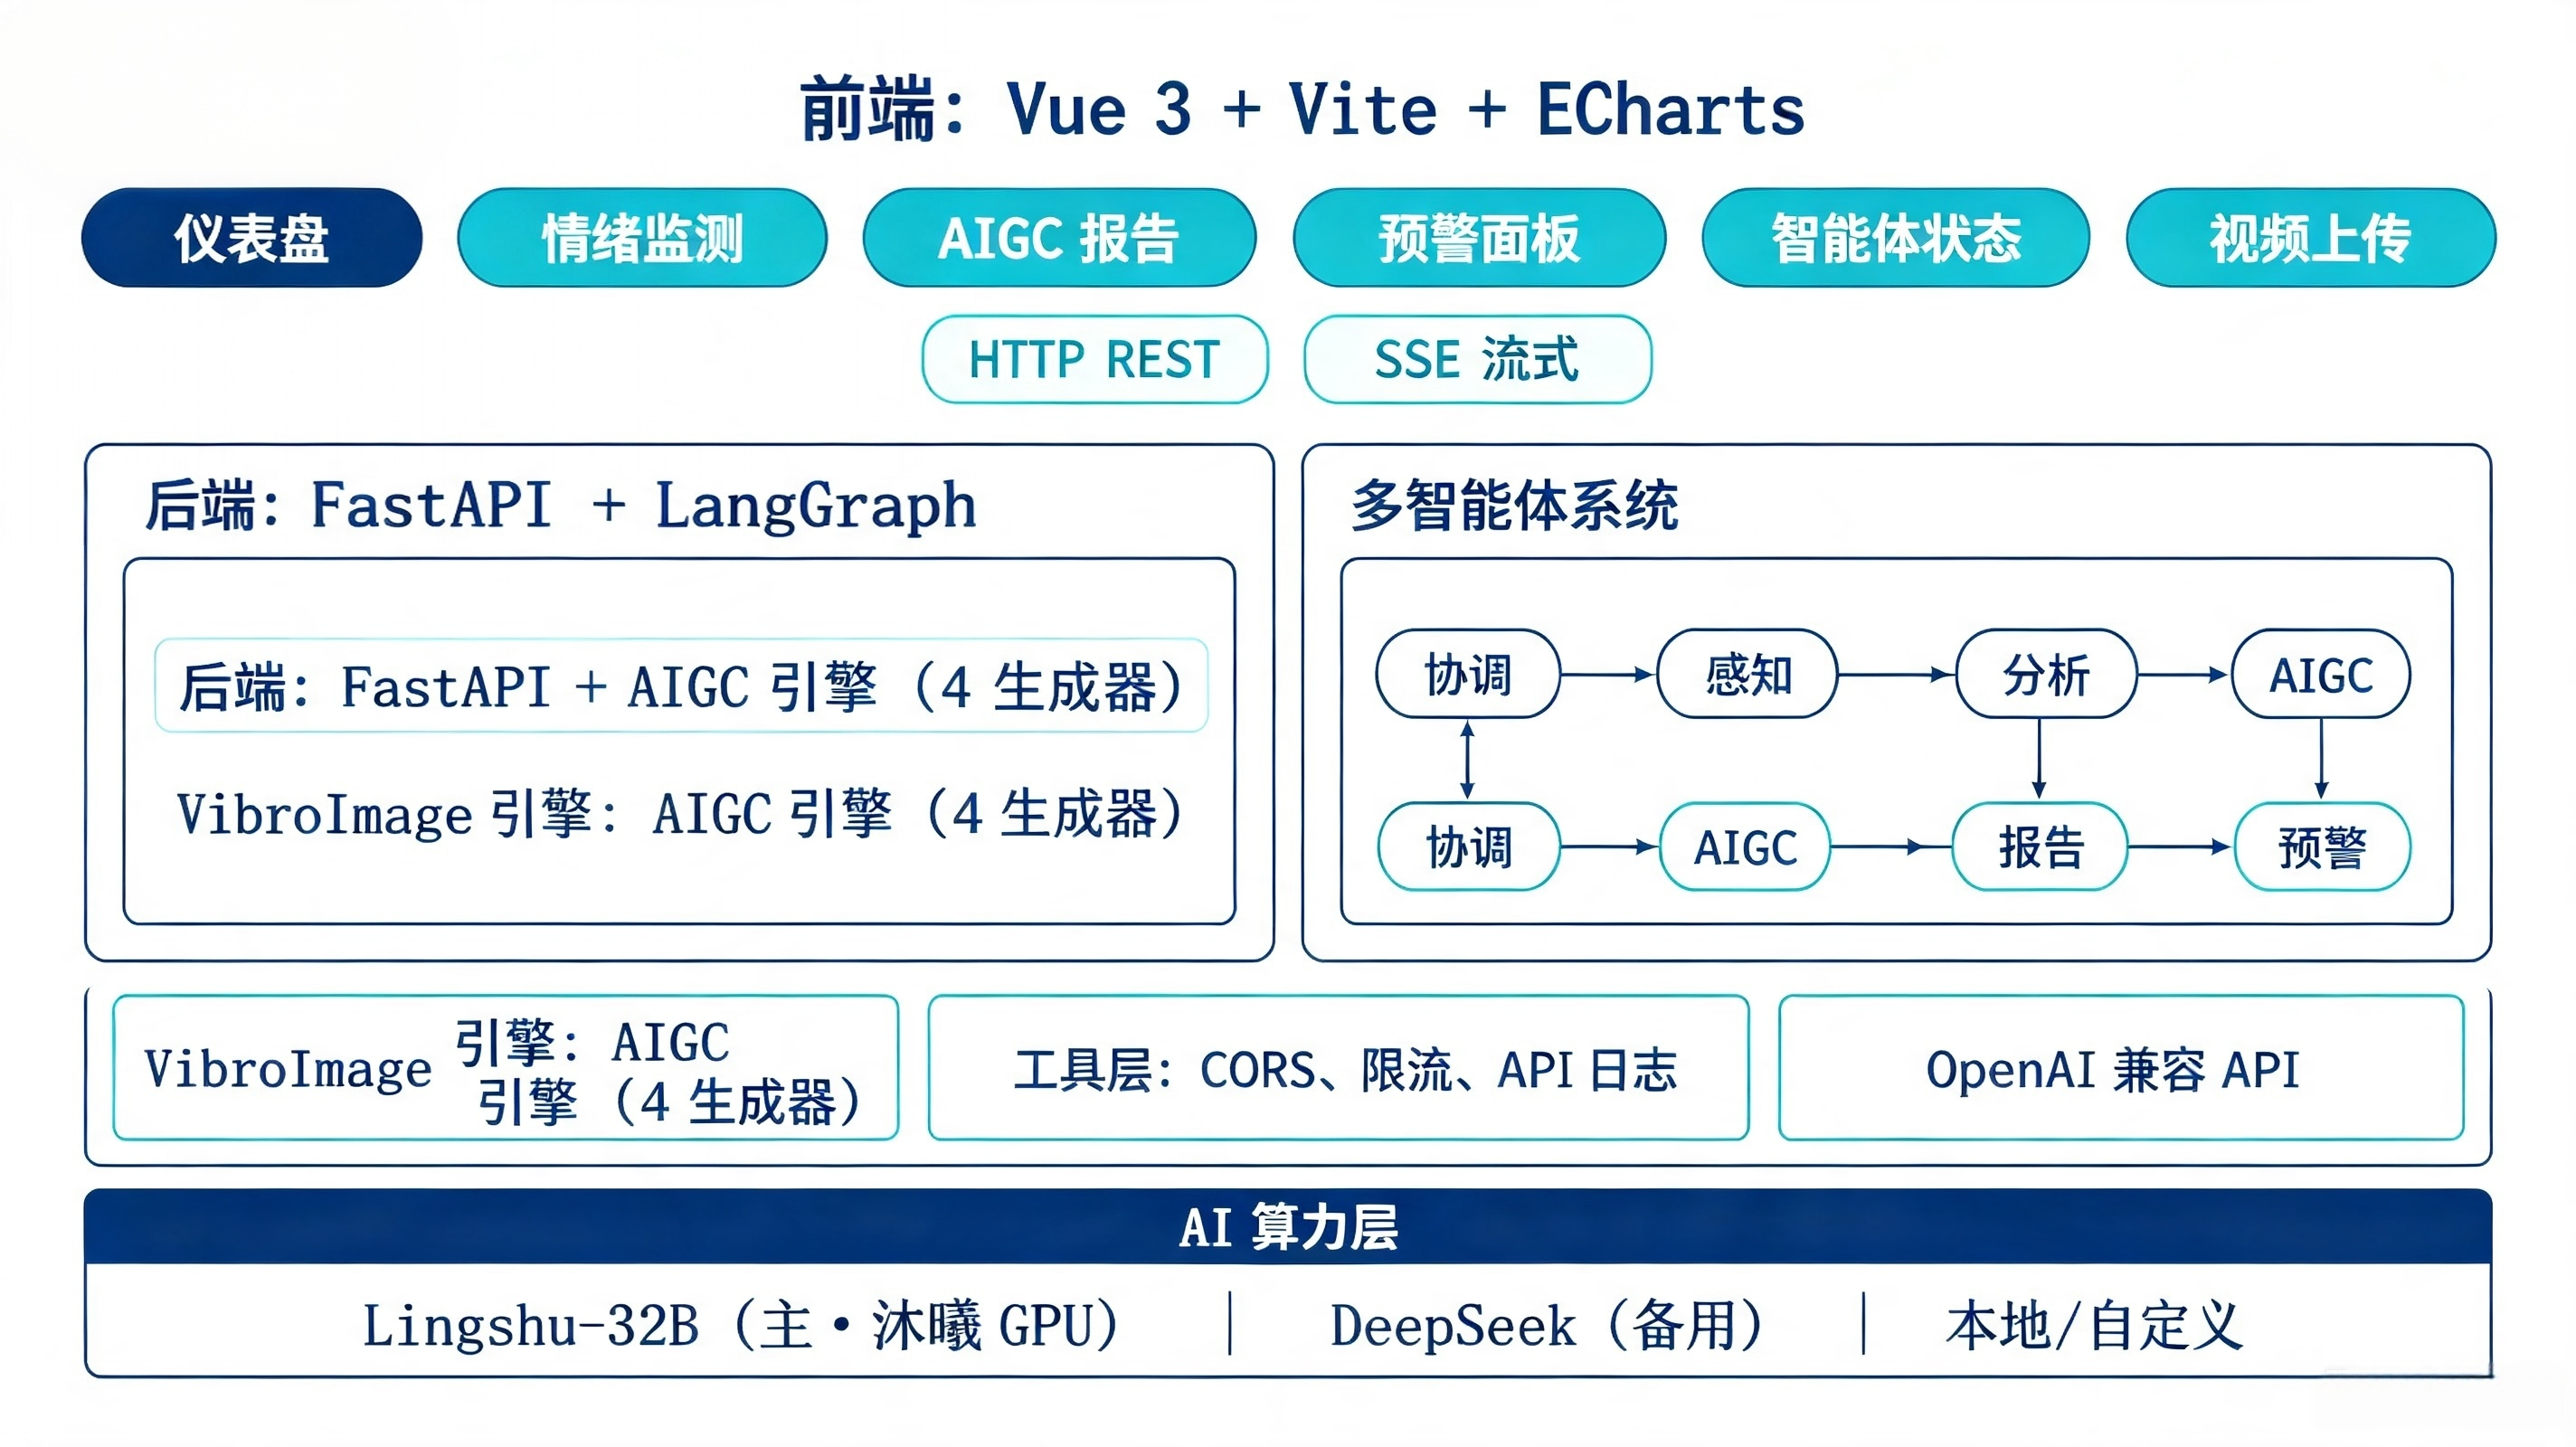 前端：Vue 3 + Vite + ECharts
仪表盘
情绪监测
AIGC 报告
预警面板
智能体状态
视频上传
HTTP REST
SSE 流式
后端：FastAPI + LangGraph
后端：FastAPI + AIGC 引擎（4 生成器）
VibroImage 引擎：AIGC 引擎（4 生成器）
多智能体系统
协调
感知
分析
AIGC
协调
AIGC
报告
预警
VibroImage 引擎：AIGC
引擎（4 生成器）
工具层：CORS、限流、API 日志
OpenAI 兼容 API
AI 算力层
Lingshu-32B（主·沐曦 GPU）
DeepSeek（备用）
本地/自定义